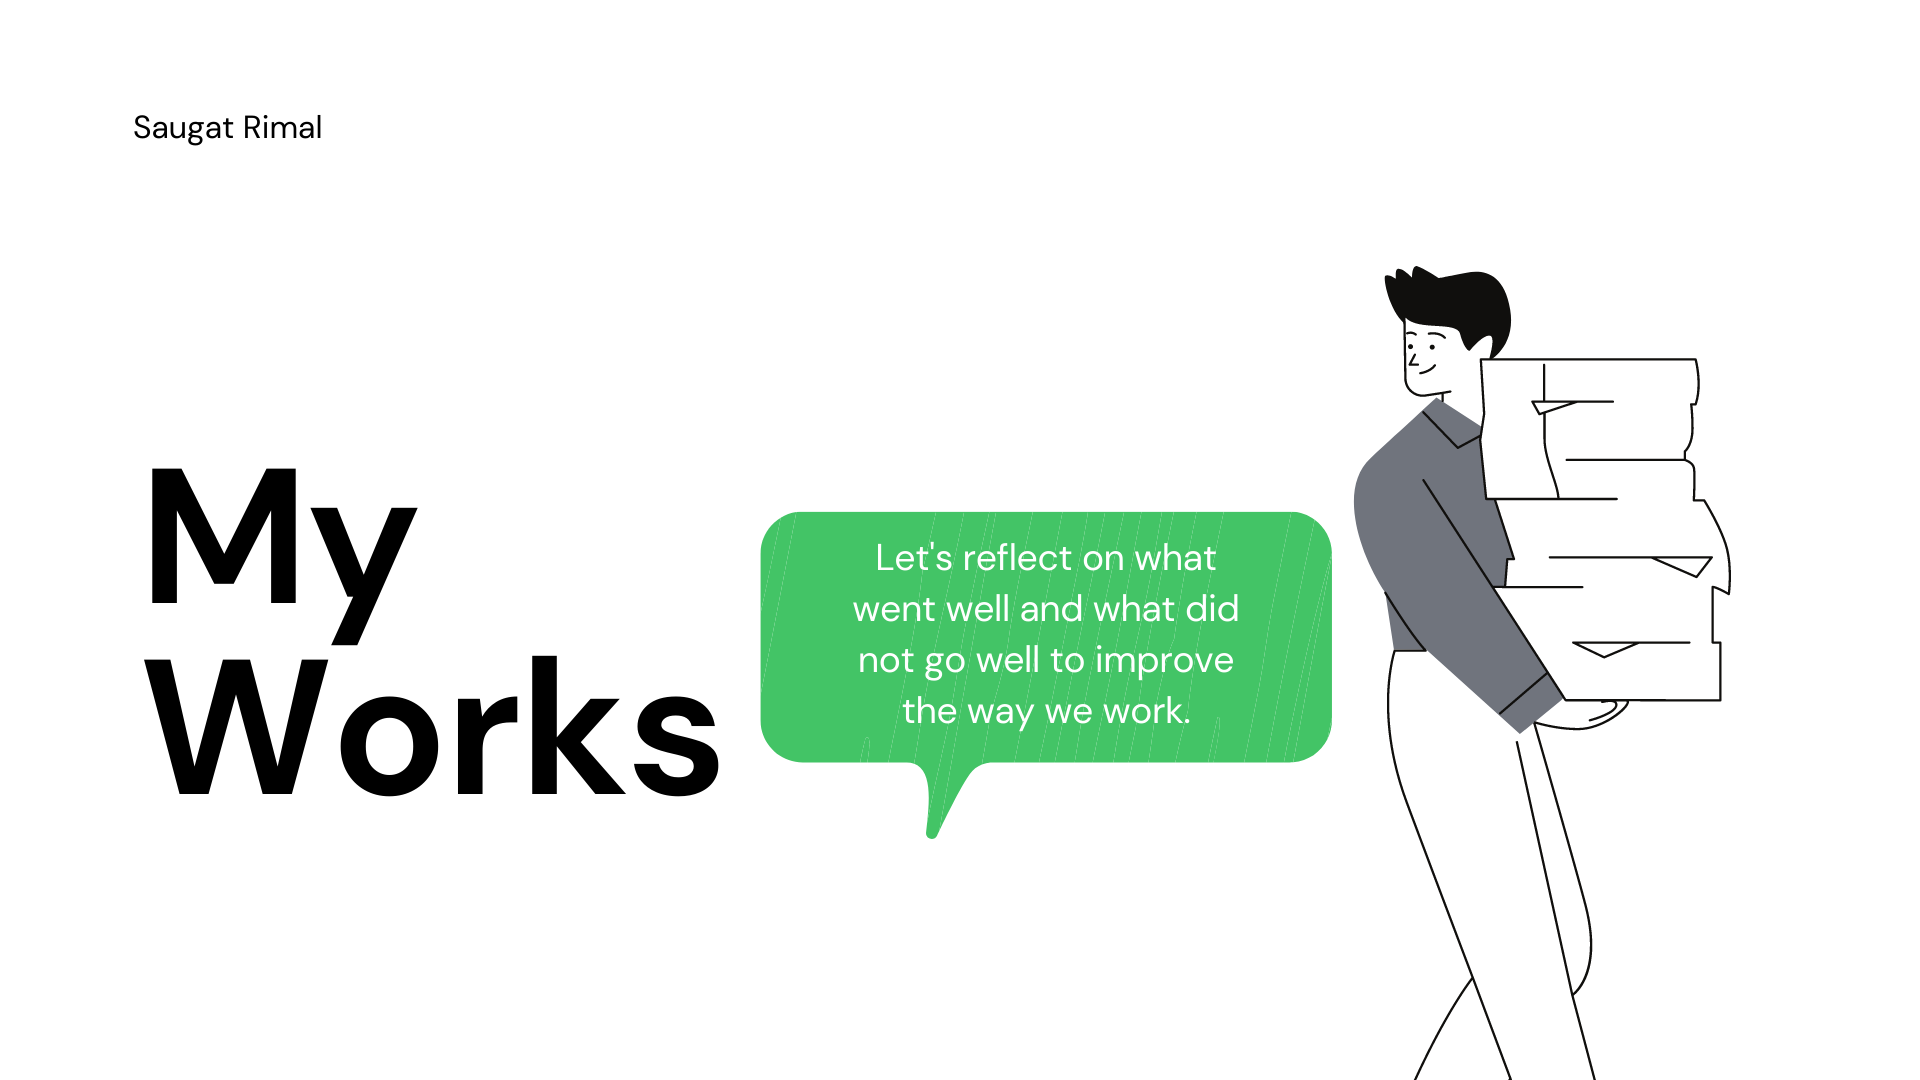 Saugat Rimal
My
Works
Let's reflect on what
went well and what did
not go well to improve
the way we work.